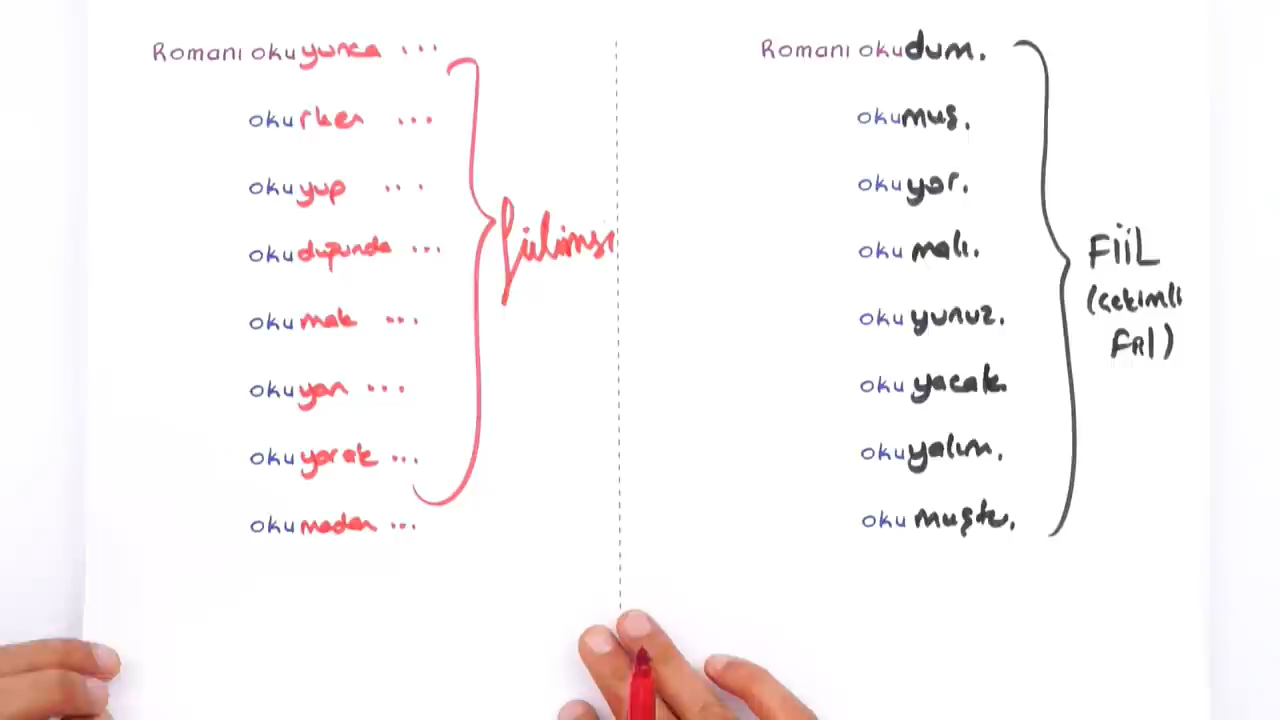 Romanı okuyunca ...
okurken ...
okuyup ...
okuduğunda ...
okumak ...
okuyan ...
okuyarak ...
okumadan ...
fiilimsi
Romanı okudum.
okumuş.
okuyor.
okumalı.
okuyunuz.
okuyacak.
okuyalım.
okumuştu.
FİİL
(Çekimli
Fiil)